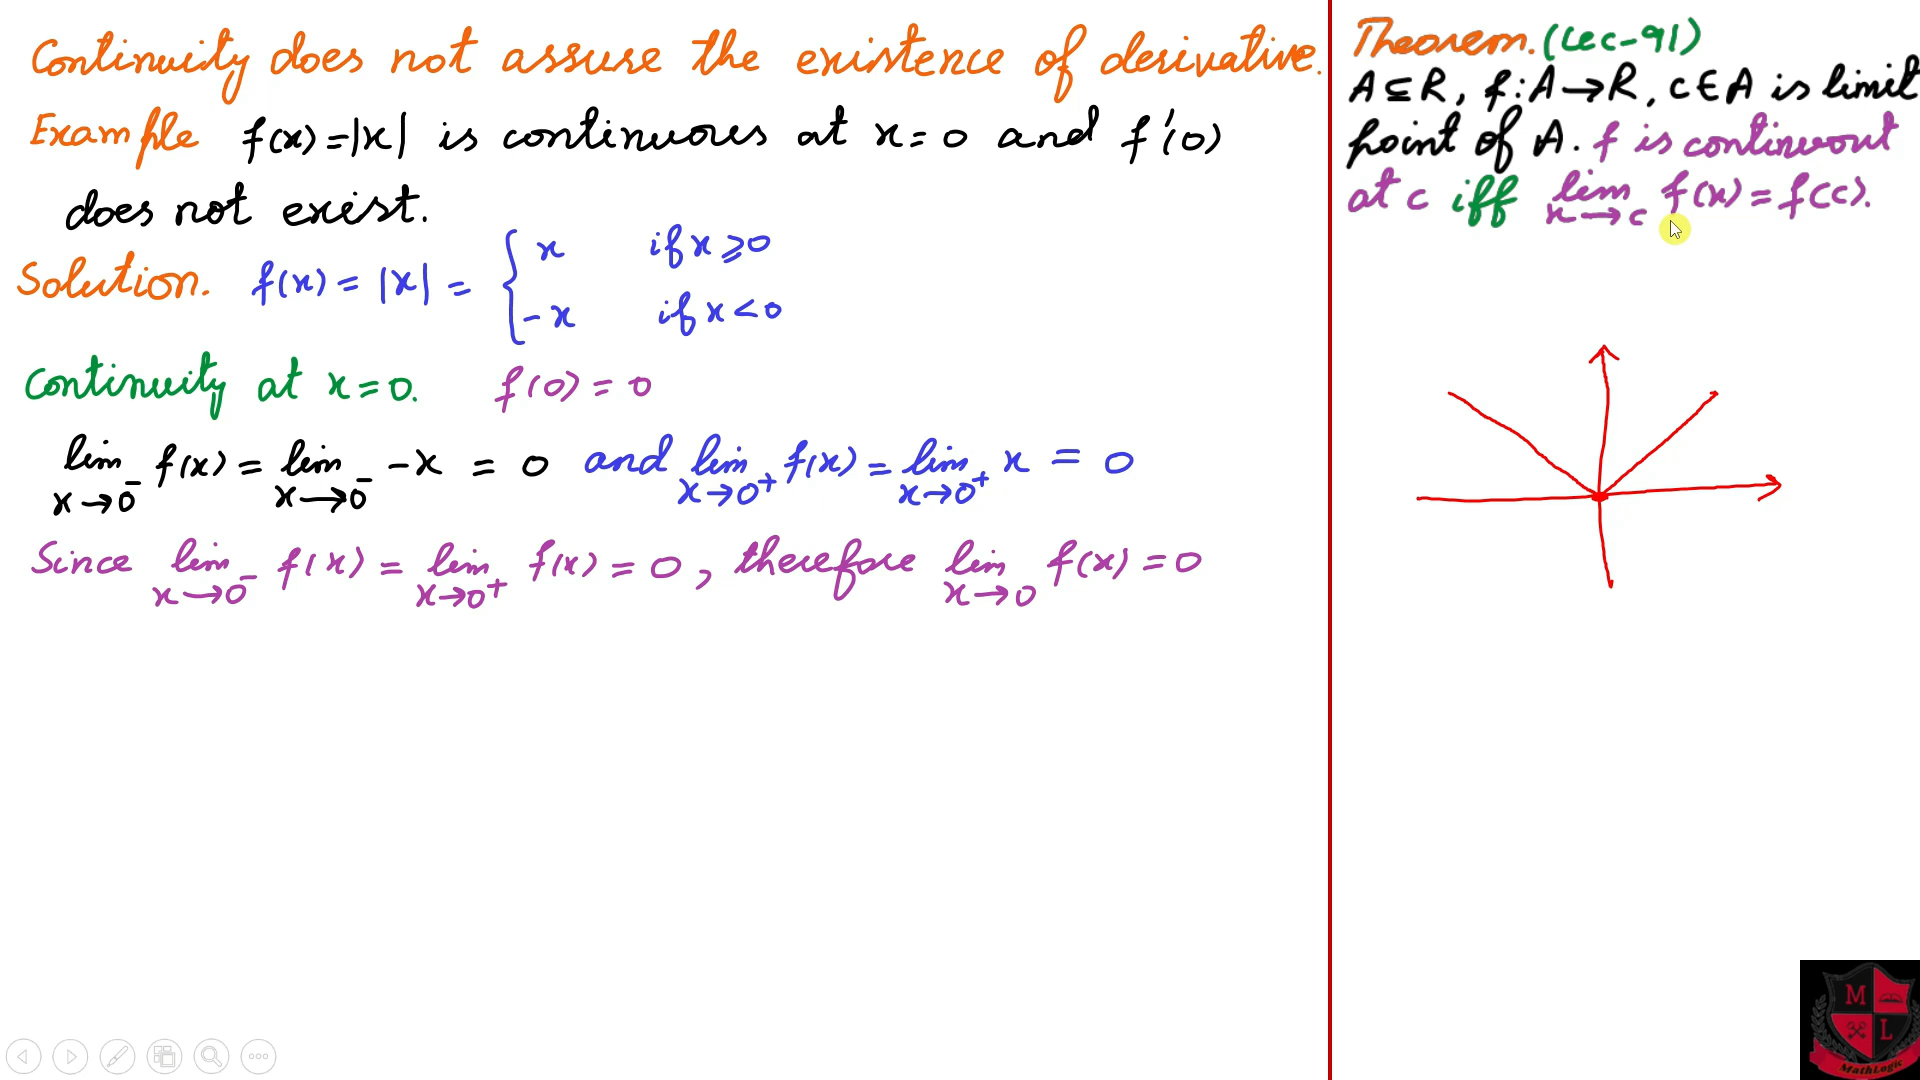 Continuity does not assure the existence of derivative.
Example f(x)=|x| is continuous at x=0 and f'(0)
does not exist.
Solution. f(x) = |x| = { x if x ⩾ 0
-x if x < 0
Continuity at x=0. f(0) = 0
lim x→0⁻ f(x) = lim x→0⁻ -x = 0 and lim x→0⁺ f(x) = lim x→0⁺ x = 0
Since lim x→0⁻ f(x) = lim x→0⁺ f(x) = 0, therefore lim x→0 f(x) = 0
Theorem. (Lec-91)
A⊆R, f:A→R, c∈A is limit
point of A. f is continuout
at c iff lim x→c f(x) = f(c).
M
L
MathLogic